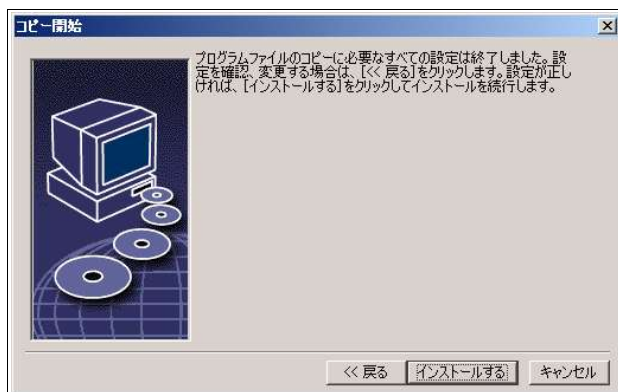 コピー開始
プログラムファイルのコピーに必要なすべての設定は終了しました。設
定を確認、変更する場合は、[<< 戻る]をクリックします。設定が正し
ければ、[インストールする]をクリックしてインストールを続行します。
<< 戻る
インストールする
キャンセル